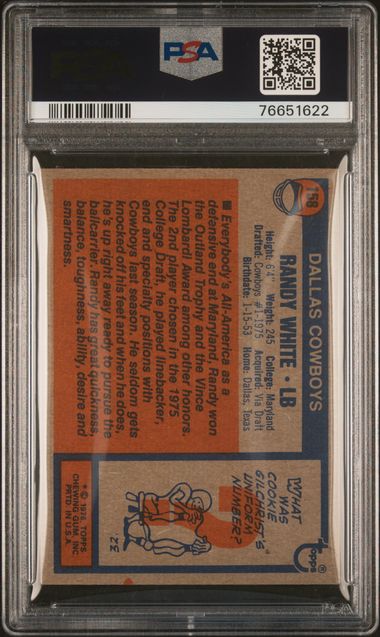 PSA
76651622
158
DALLAS COWBOYS
RANDY WHITE • LB
Height: 6'4" Weight: 245 College: Maryland
Drafted: Cowboys #1-1975 Acquired: Via Draft
Birthdate: 1-15-53 Home: Dallas, Texas
■ Everybody's All-America as a
defensive end at Maryland, Randy won
the Outland Trophy and the Vince
Lombardi Award among other honors.
The 2nd player chosen in the 1975
College Draft, he played linebacker,
end and specialty positions with
Cowboys last season. He seldom gets
knocked off his feet and when he does,
he's up right away ready to pursue the
ballcarrier. Randy has great quickness,
balance, toughness, ability, desire and
smartness.
Topps®
WHAT
WAS
COOKIE
GILCHRIST'S
UNIFORM
NUMBER?
34
* © 1976 TOPPS
CHEWING GUM, INC.
PRTD. IN U.S.A.